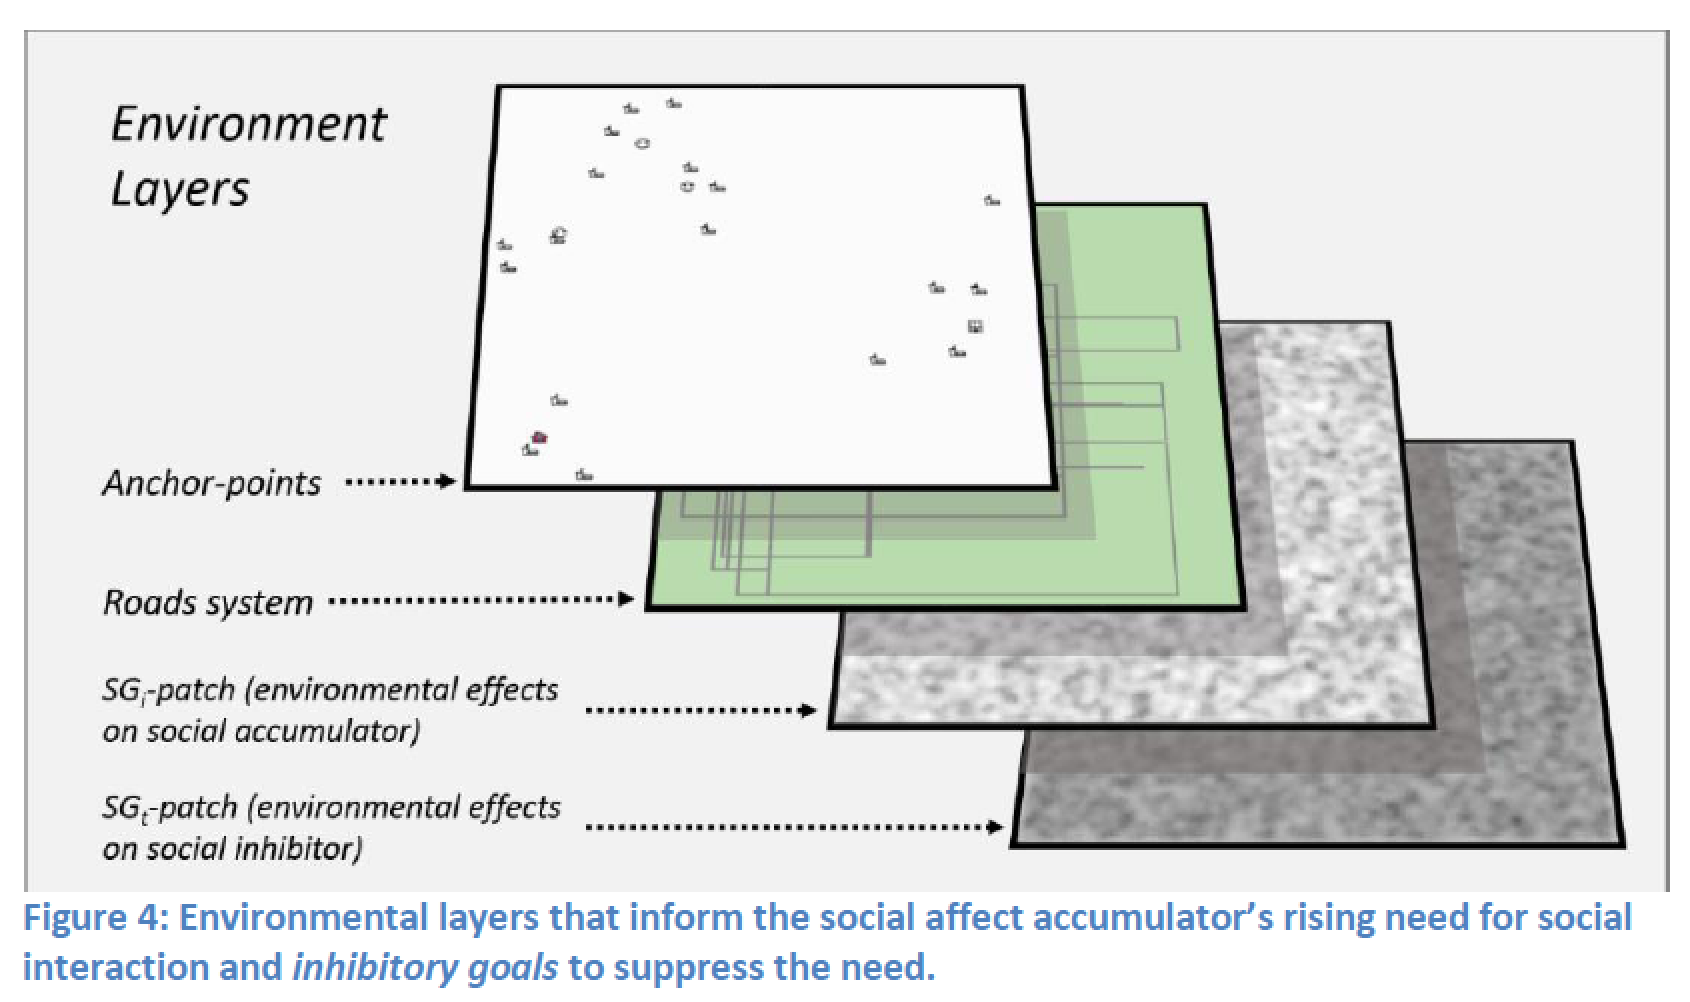 Environment
Layers
Anchor-points
Roads system
SGᵢ-patch (environmental effects
on social accumulator)
SGₜ-patch (environmental effects
on social inhibitor)
Figure 4: Environmental layers that inform the social affect accumulator’s rising need for social
interaction and inhibitory goals to suppress the need.